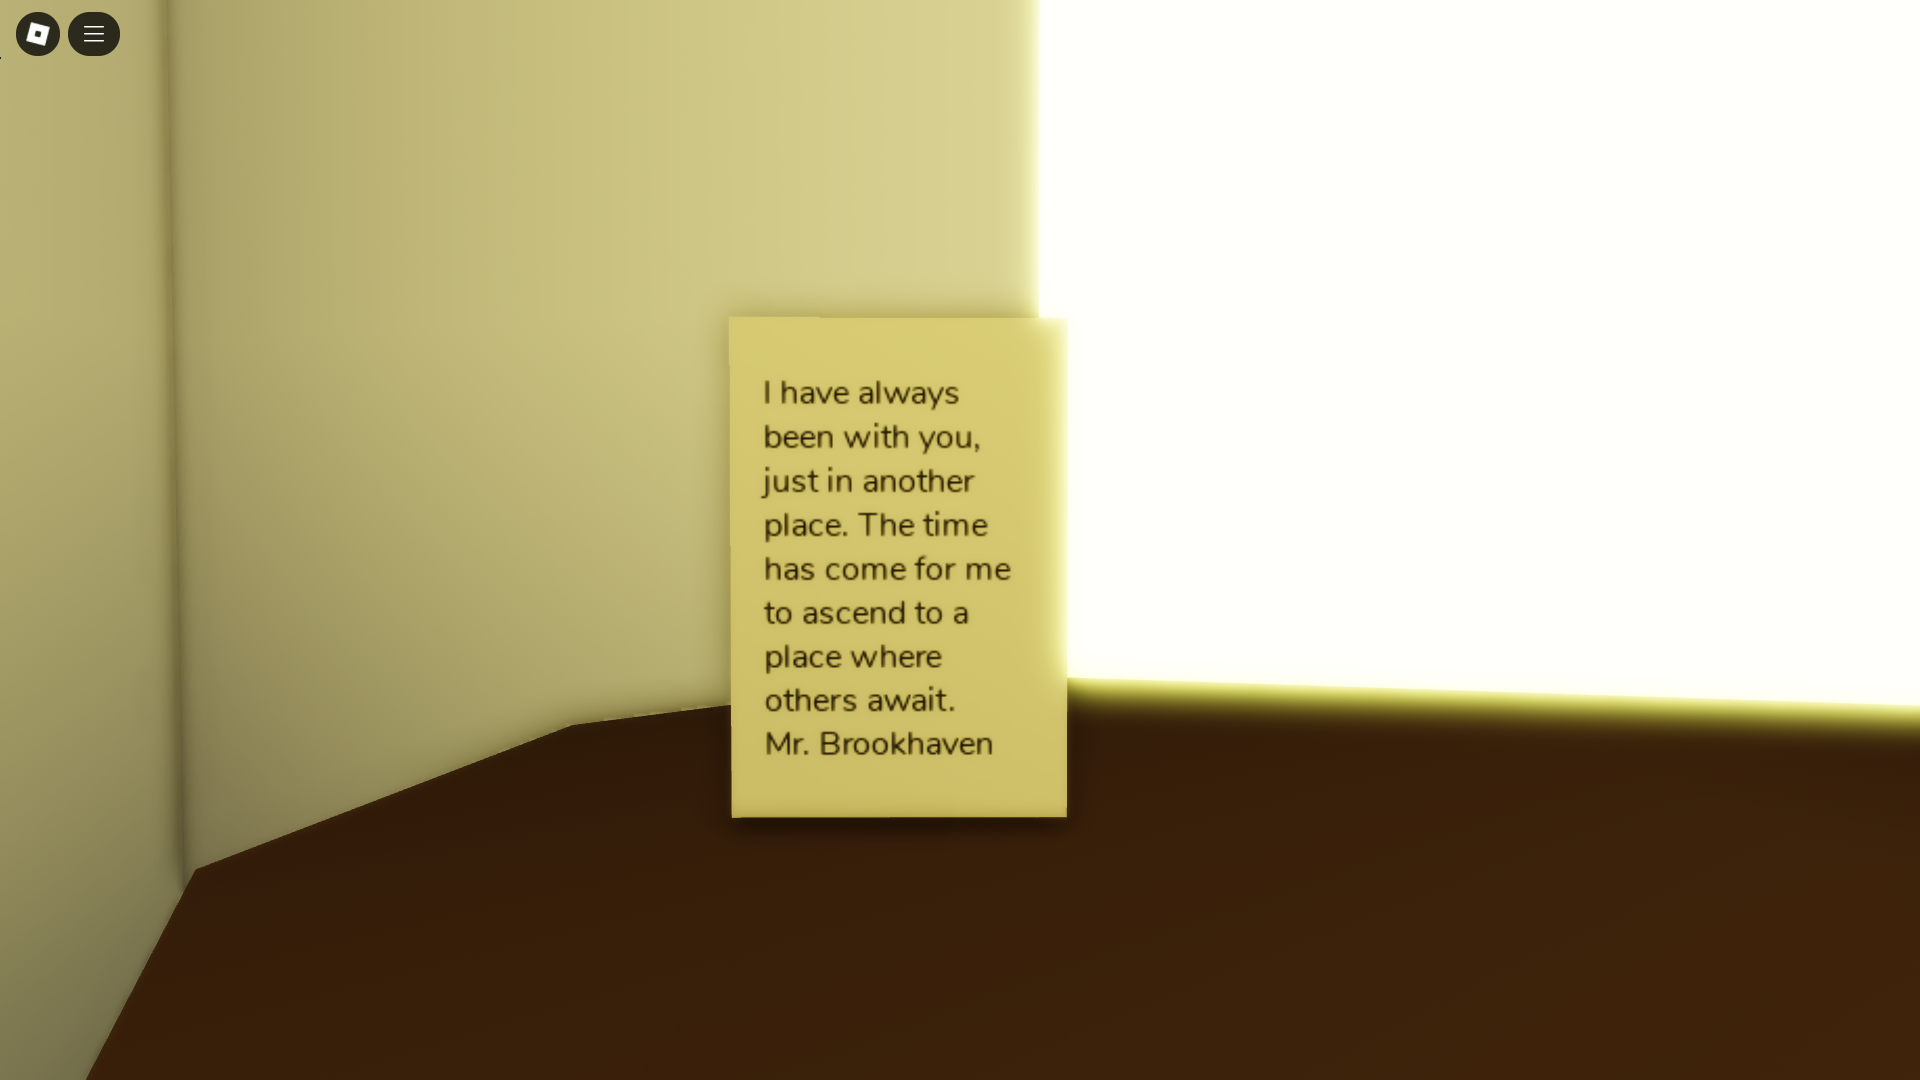 I have always
been with you,
just in another
place. The time
has come for me
to ascend to a
place where
others await.
Mr. Brookhaven